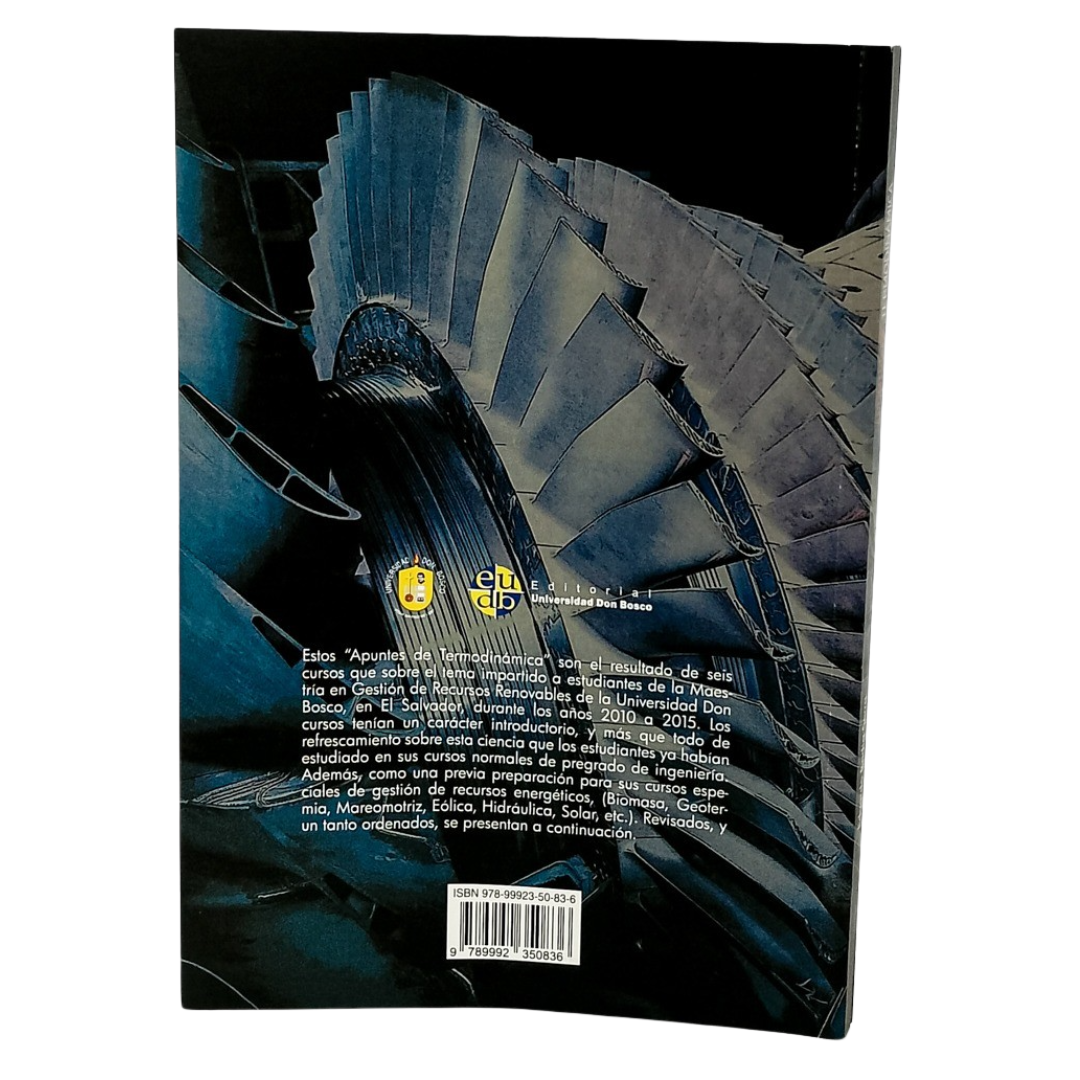 UNIVERSIDAD DON BOSCO
eu
db
Editorial
Universidad Don Bosco
Estos “Apuntes de Termodinámica” son el resultado de seis
cursos que sobre el tema impartido a estudiantes de la Maes-
tría en Gestión de Recursos Renovables de la Universidad Don
Bosco, en El Salvador, durante los años 2010 a 2015. Los
cursos tenían un carácter introductorio, y más que todo de
refrescamiento sobre esta ciencia que los estudiantes ya habían
estudiado en sus cursos normales de pregrado de ingeniería.
Además, como una previa preparación para sus cursos espe-
ciales de gestión de recursos energéticos, (Biomasa, Geoter-
mia, Mareomotriz, Eólica, Hidráulica, Solar, etc.). Revisados, y
un tanto ordenados, se presentan a continuación.
ISBN 978-99923-50-83-6
9 789992 350836